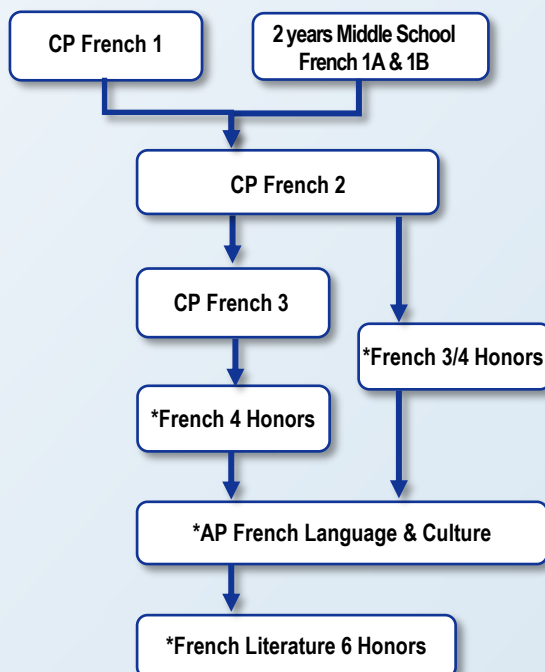 CP French 1
2 years Middle School
French 1A & 1B
CP French 2
CP French 3
*French 3/4 Honors
*French 4 Honors
*AP French Language & Culture
*French Literature 6 Honors